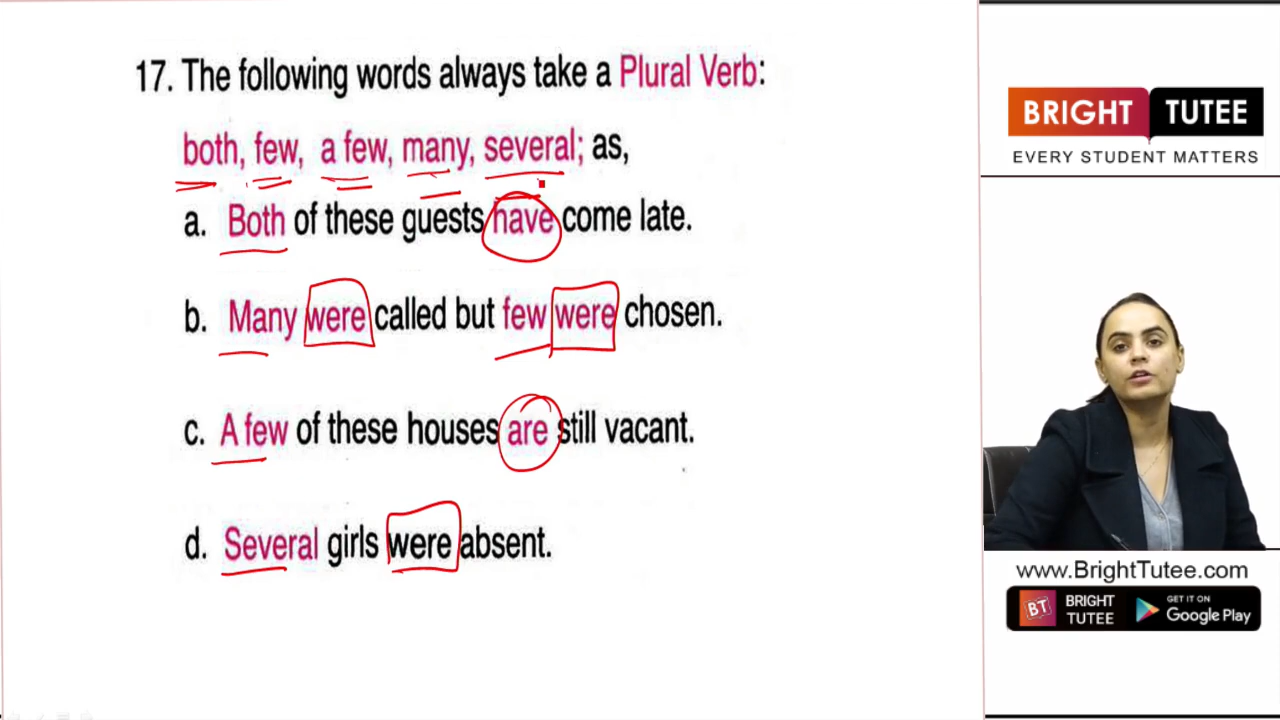 17. The following words always take a Plural Verb:
both, few, a few, many, several; as,
a. Both of these guests have come late.
b. Many were called but few were chosen.
c. A few of these houses are still vacant.
d. Several girls were absent.
BRIGHT TUTEE
EVERY STUDENT MATTERS
www.BrightTutee.com
BT BRIGHT TUTEE
GET IT ON Google Play